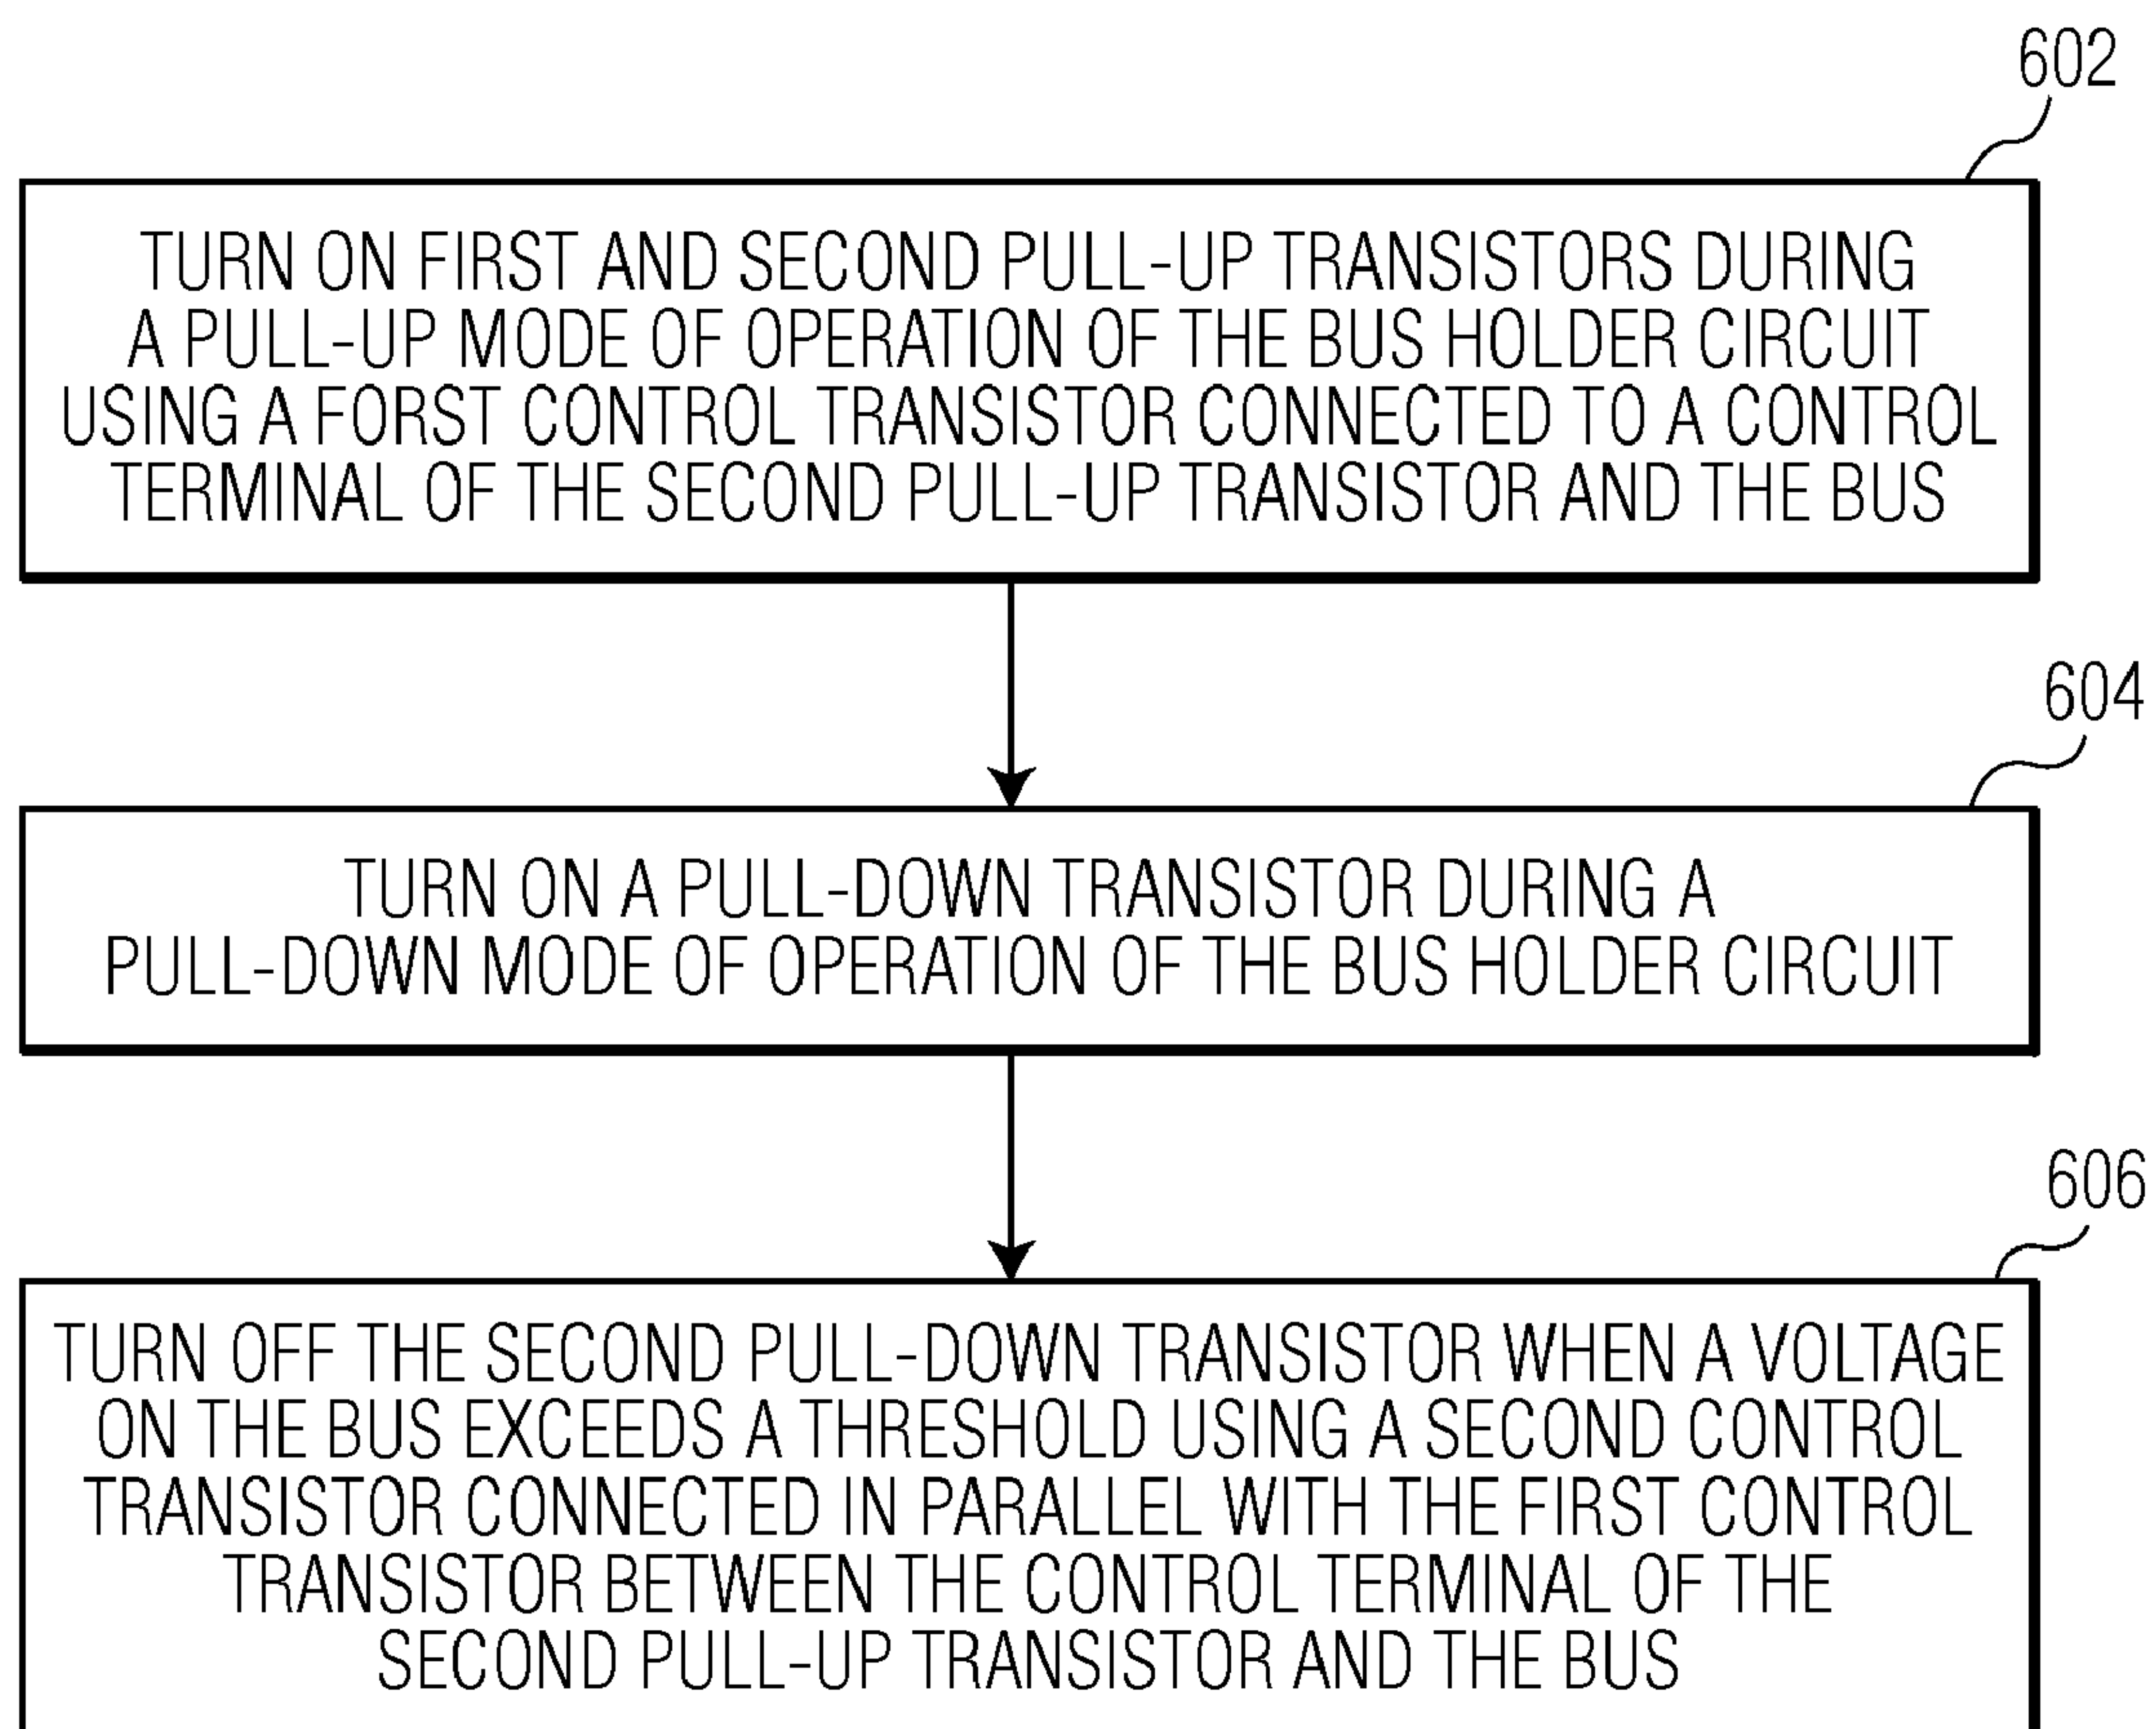 602
TURN ON FIRST AND SECOND PULL-UP TRANSISTORS DURING
A PULL-UP MODE OF OPERATION OF THE BUS HOLDER CIRCUIT
USING A FORST CONTROL TRANSISTOR CONNECTED TO A CONTROL
TERMINAL OF THE SECOND PULL-UP TRANSISTOR AND THE BUS
604
TURN ON A PULL-DOWN TRANSISTOR DURING A
PULL-DOWN MODE OF OPERATION OF THE BUS HOLDER CIRCUIT
606
TURN OFF THE SECOND PULL-DOWN TRANSISTOR WHEN A VOLTAGE
ON THE BUS EXCEEDS A THRESHOLD USING A SECOND CONTROL
TRANSISTOR CONNECTED IN PARALLEL WITH THE FIRST CONTROL
TRANSISTOR BETWEEN THE CONTROL TERMINAL OF THE
SECOND PULL-UP TRANSISTOR AND THE BUS